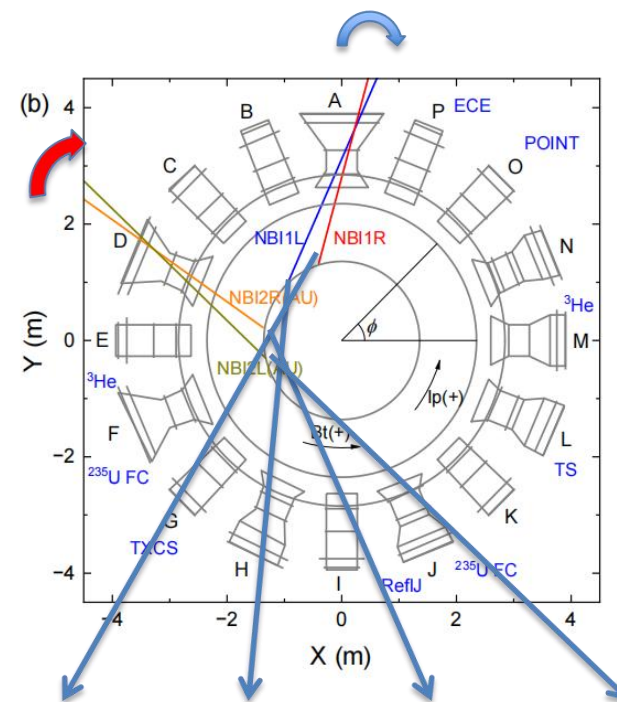 (b)
A
B
P
ECE
C
O
POINT
D
N
NBI1L
NBI1R
³He
NBI2R(AU)
E
M
ϕ
NBI2L(AU)
³He
Ip(+)
F
L
Bt(+)
²³⁵U FC
TS
G
K
TXCS
H
I
J
²³⁵U FC
ReflJ
4
2
0
−2
−4
Y (m)
−4
−2
0
2
4
X (m)